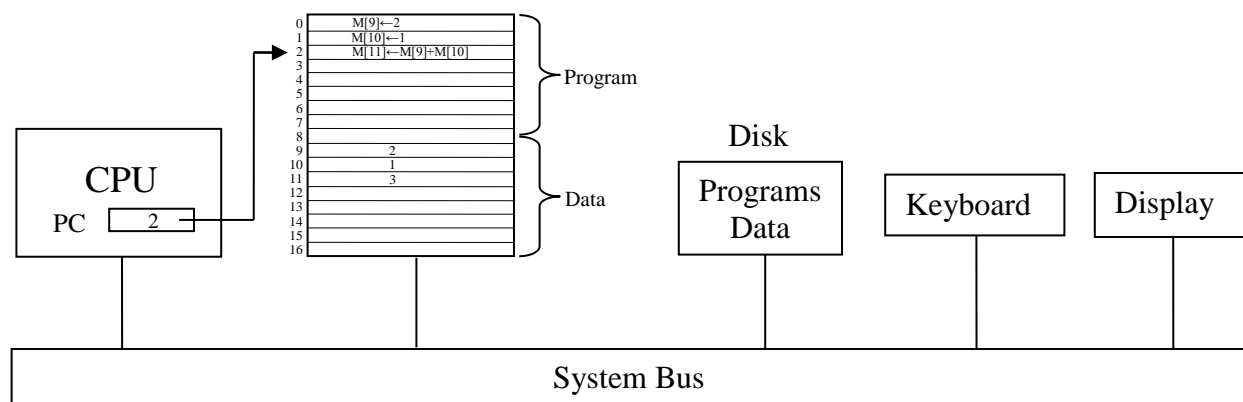 0 M[9]←2
1 M[10]←1
2 M[11]←M[9]+M[10]
3
4
5
6
7
8
9 2
10 1
11 3
12
13
14
15
16
Program
Data
CPU
PC 2
Disk
Programs
Data
Keyboard
Display
System Bus